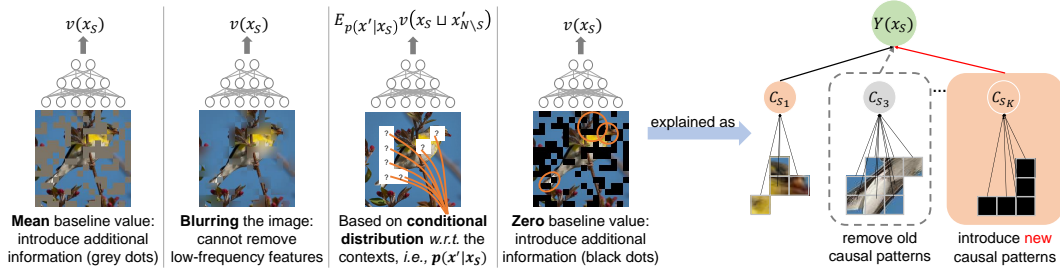 v(x_S)
v(x_S)
E_{p(x'|x_S)}v(x_S ⊔ x'_{N\S})
v(x_S)
? ? ? ? ? ? ? ?
Mean baseline value:
introduce additional
information (grey dots)
Blurring the image:
cannot remove
low-frequency features
Based on conditional
distribution w.r.t. the
contexts, i.e., p(x'|x_S)
Zero baseline value:
introduce additional
information (black dots)
explained as
Y(x_S)
C_{S_1}
C_{S_3}
...
C_{S_K}
remove old
causal patterns
introduce new
causal patterns